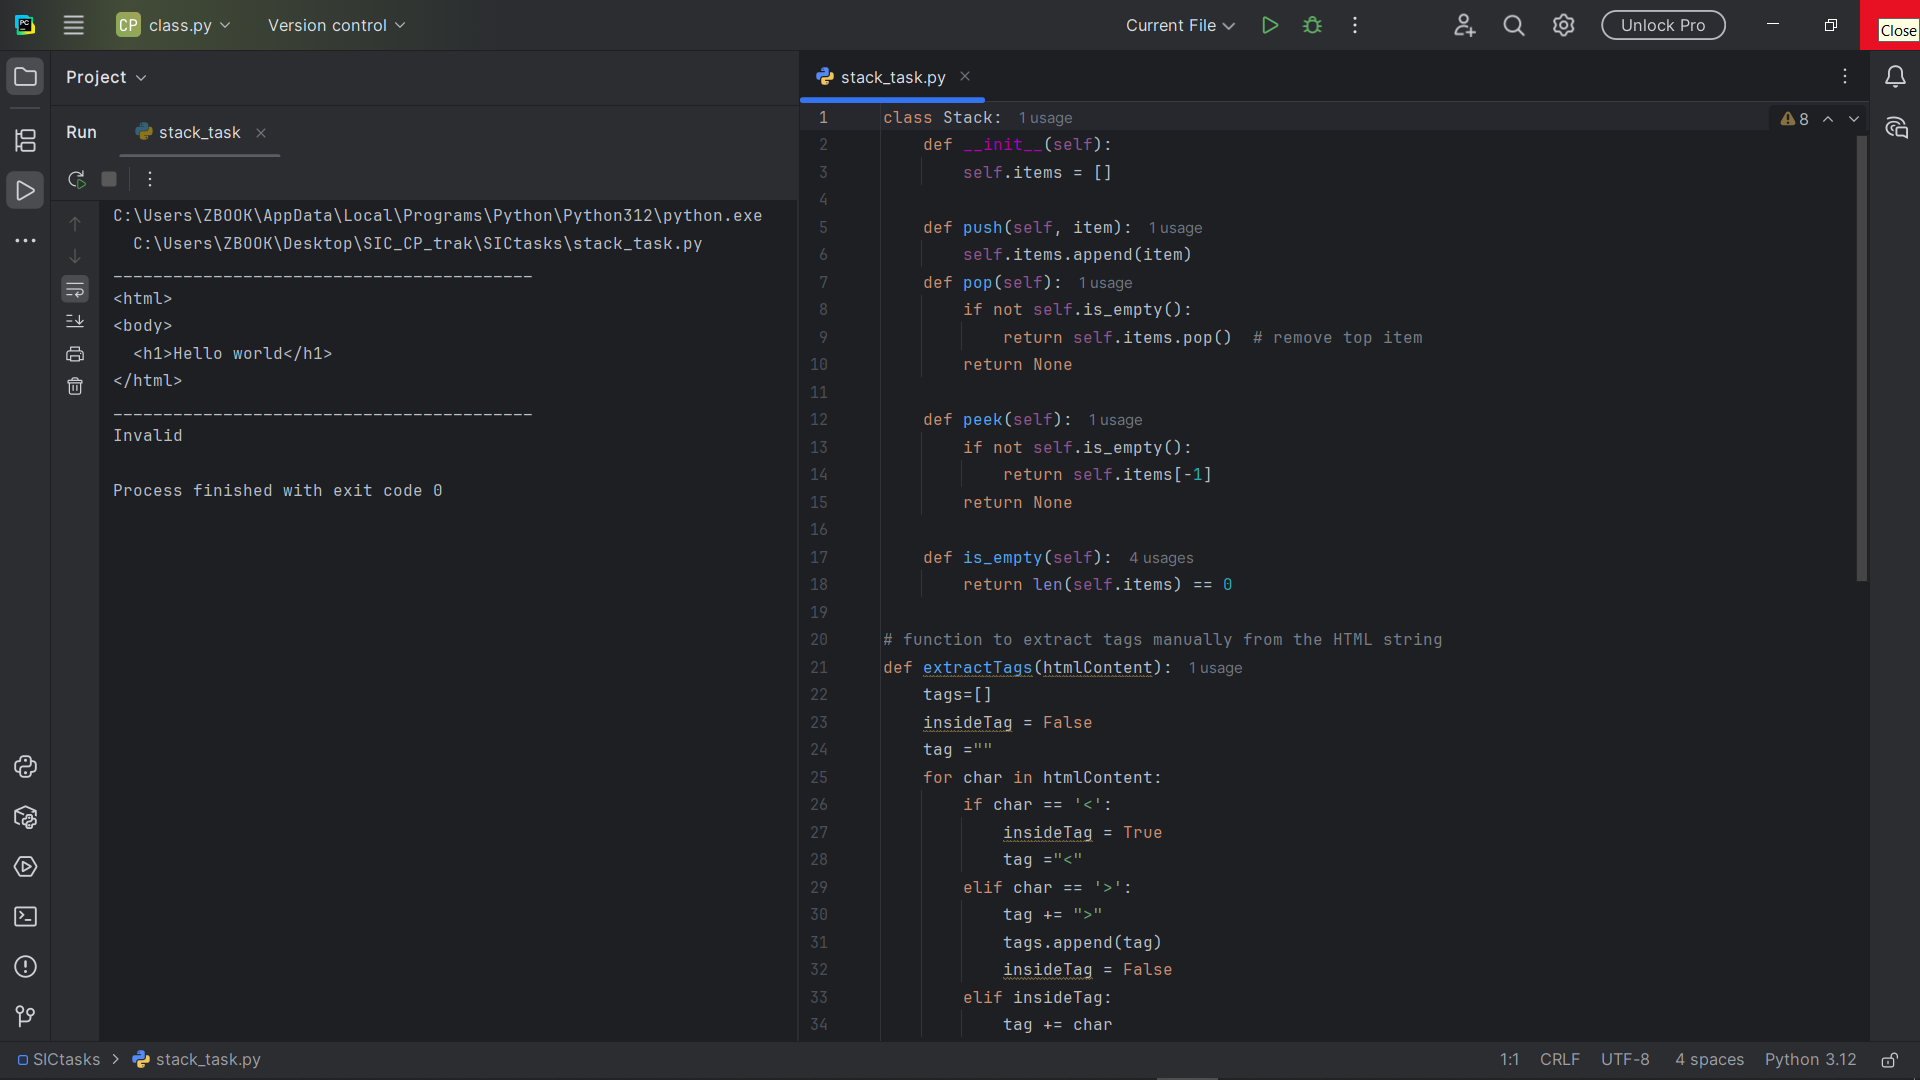 CP class.py Version control Current File Unlock Pro Close
Project
stack_task.py
Run stack_task
C:\Users\ZBOOK\AppData\Local\Programs\Python\Python312\python.exe
C:\Users\ZBOOK\Desktop\SIC_CP_trak\SICtasks\stack_task.py
__________________________________________
<html>
<body>
  <h1>Hello world</h1>
</html>
__________________________________________
Invalid
Process finished with exit code 0
8
1 class Stack: 1 usage
2     def __init__(self):
3         self.items = []
4
5     def push(self, item): 1 usage
6         self.items.append(item)
7     def pop(self): 1 usage
8         if not self.is_empty():
9             return self.items.pop()  # remove top item
10         return None
11
12     def peek(self): 1 usage
13         if not self.is_empty():
14             return self.items[-1]
15         return None
16
17     def is_empty(self): 4 usages
18         return len(self.items) == 0
19
20 # function to extract tags manually from the HTML string
21 def extractTags(htmlContent): 1 usage
22     tags=[]
23     insideTag = False
24     tag =""
25     for char in htmlContent:
26         if char == '<':
27             insideTag = True
28             tag ="<"
29         elif char == '>':
30             tag += ">"
31             tags.append(tag)
32             insideTag = False
33         elif insideTag:
34             tag += char
SICtasks > stack_task.py 1:1 CRLF UTF-8 4 spaces Python 3.12